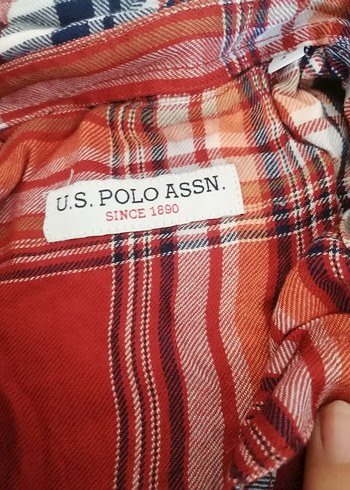 U.S. POLO ASSN.
SINCE 1890